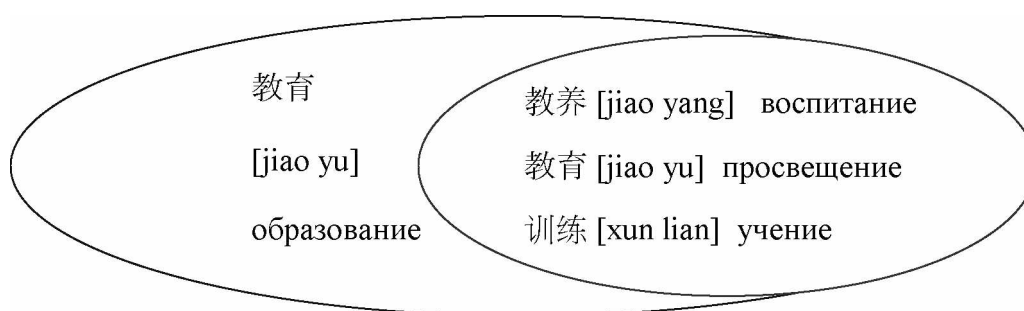 教育
[jiao yu]
образование
教养 [jiao yang] воспитание
教育 [jiao yu] просвещение
训练 [xun lian] учение